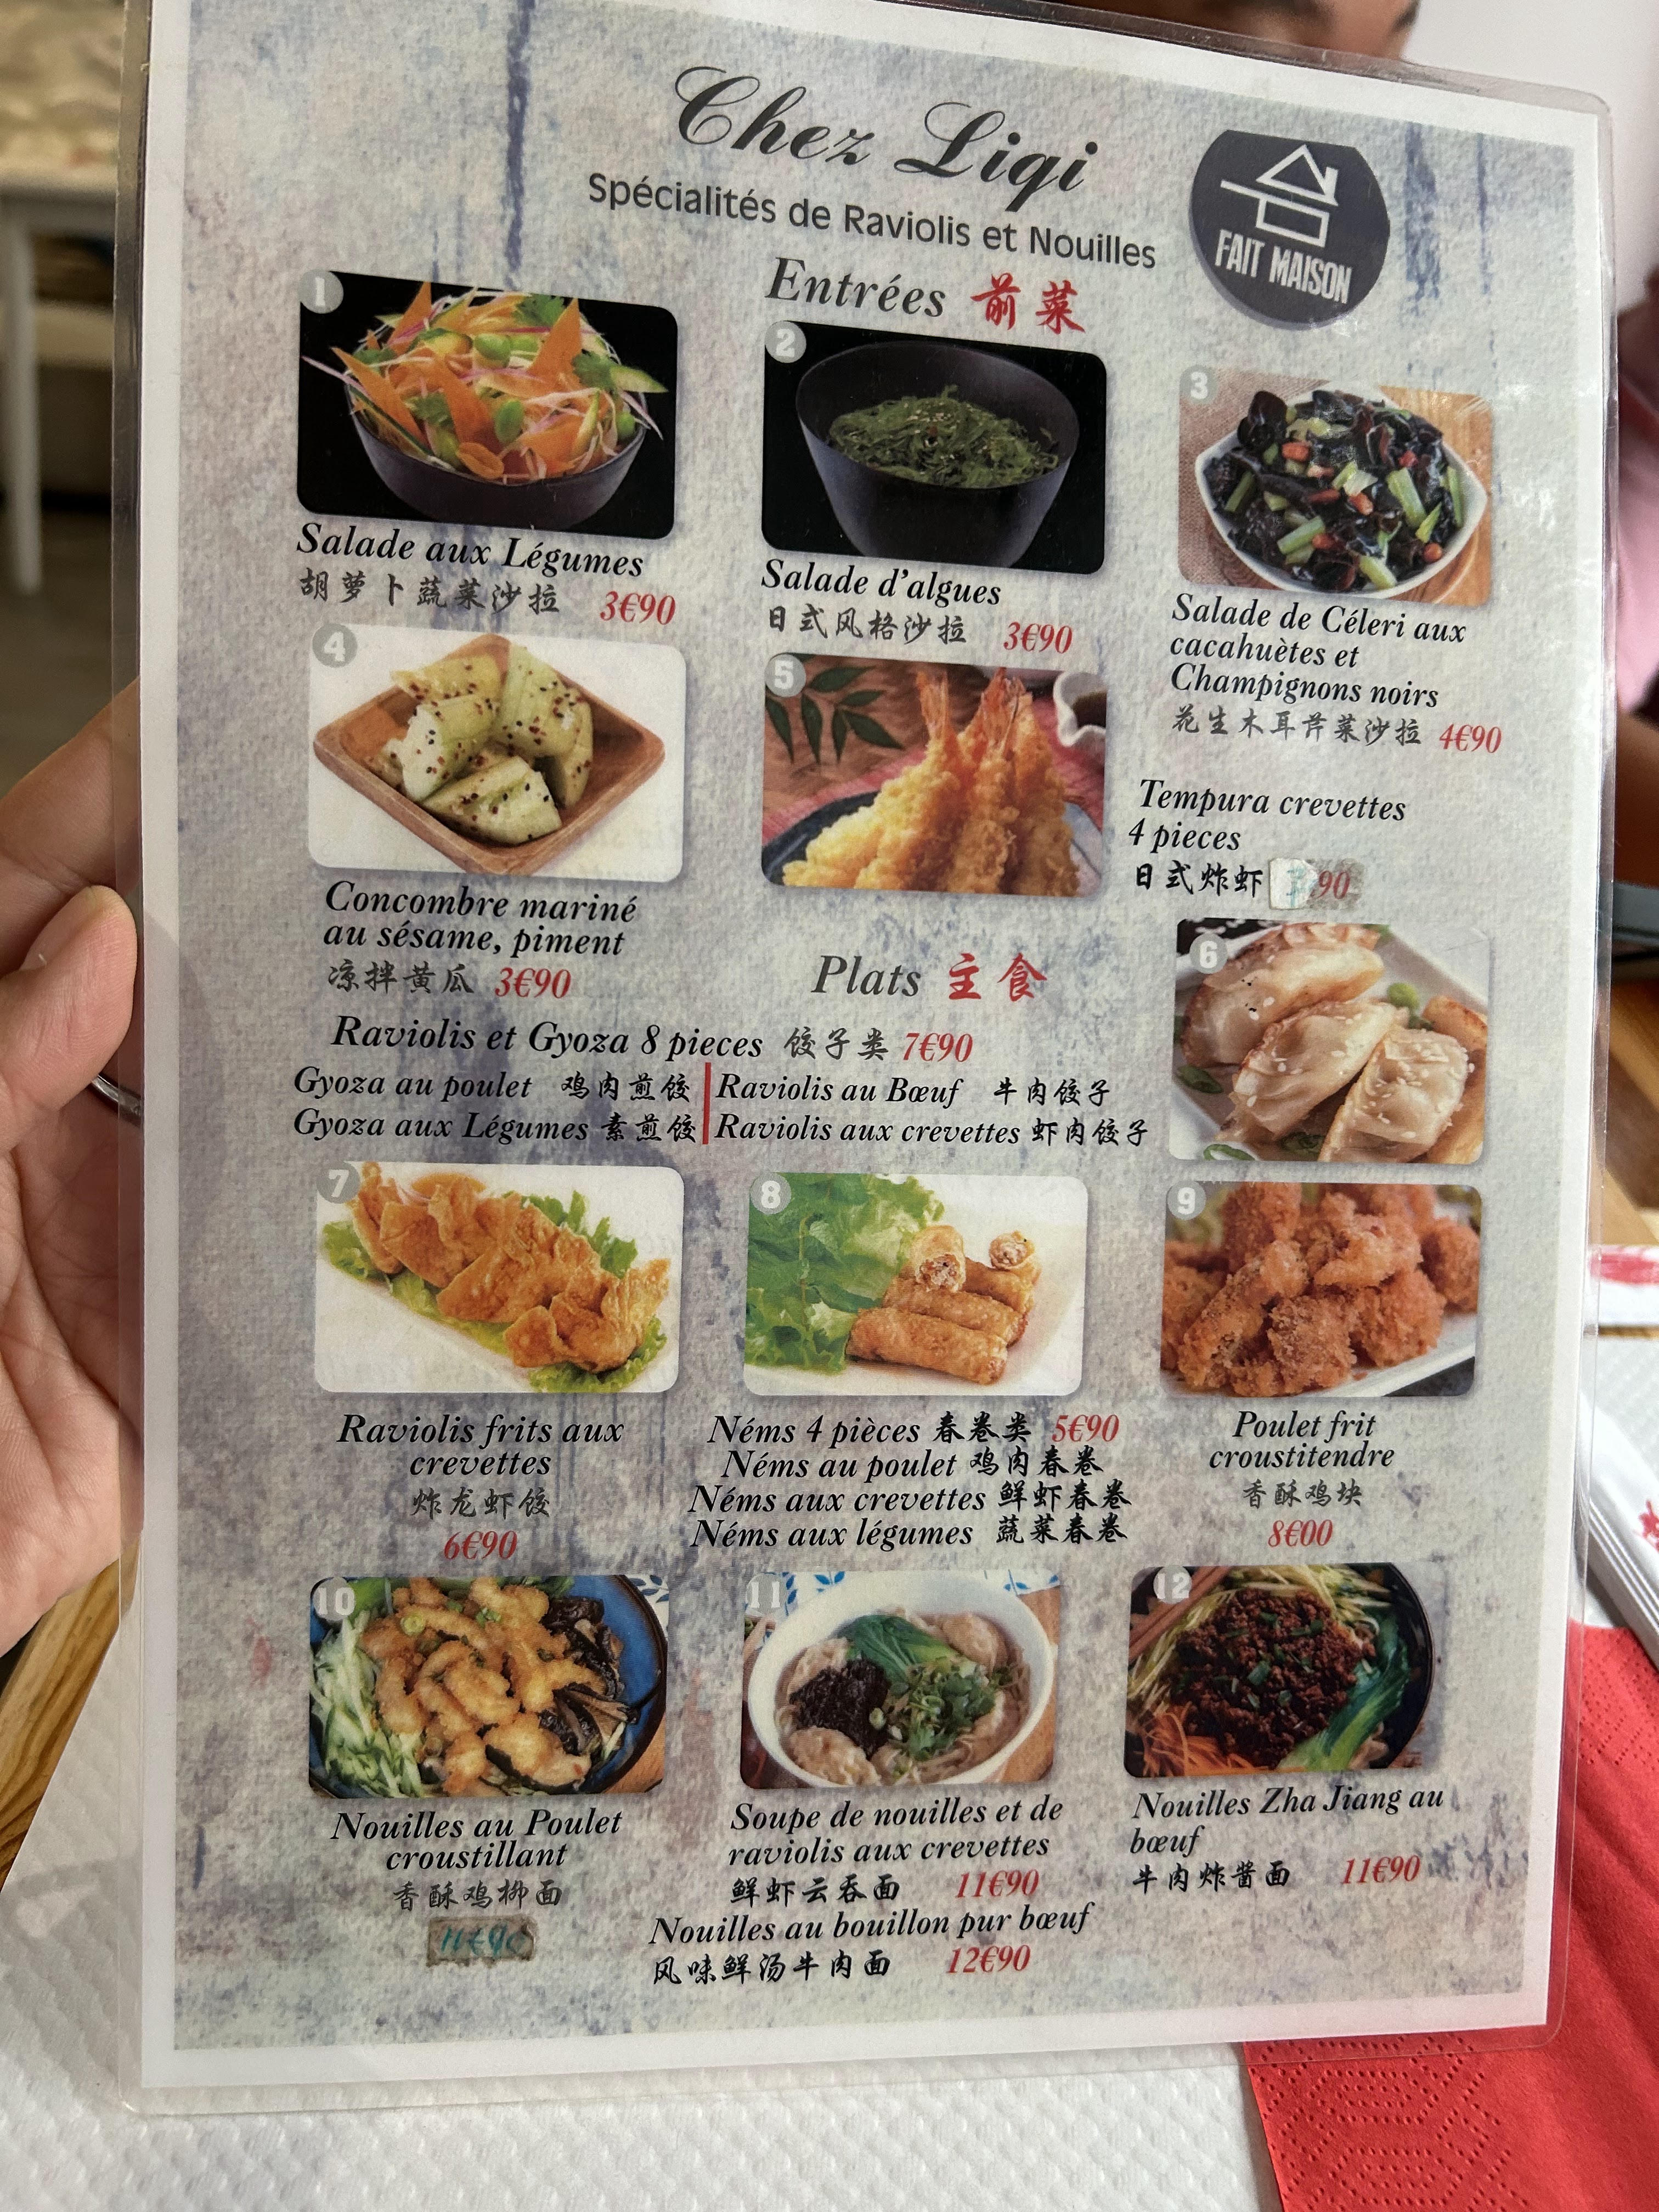 Chez Liqi
Spécialités de Raviolis et Nouilles
FAIT MAISON
Entrées 前菜
1
Salade aux Légumes
胡萝卜蔬菜沙拉 3€90
2
Salade d'algues
日式风格沙拉 3€90
3
Salade de Céleri aux
cacahuètes et
Champignons noirs
花生木耳芹菜沙拉 4€90
4
Concombre mariné
au sésame, piment
凉拌黄瓜 3€90
5
Tempura crevettes
4 pieces
日式炸虾 90
Plats 主食
6
Raviolis et Gyoza 8 pieces 饺子类 7€90
Gyoza au poulet 鸡肉煎饺
Gyoza aux Légumes 素煎饺
Raviolis au Bœuf 牛肉饺子
Raviolis aux crevettes 虾肉饺子
7
Raviolis frits aux
crevettes
炸龙虾饺
6€90
8
Néms 4 pièces 春卷类 5€90
Néms au poulet 鸡肉春卷
Néms aux crevettes 鲜虾春卷
Néms aux légumes 蔬菜春卷
9
Poulet frit
croustitendre
香酥鸡块
8€00
10
Nouilles au Poulet
croustillant
香酥鸡柳面
11€90
11
Soupe de nouilles et de
raviolis aux crevettes
鲜虾云吞面 11€90
Nouilles au bouillon pur bœuf
风味鲜汤牛肉面 12€90
12
Nouilles Zha Jiang au
bœuf
牛肉炸酱面 11€90